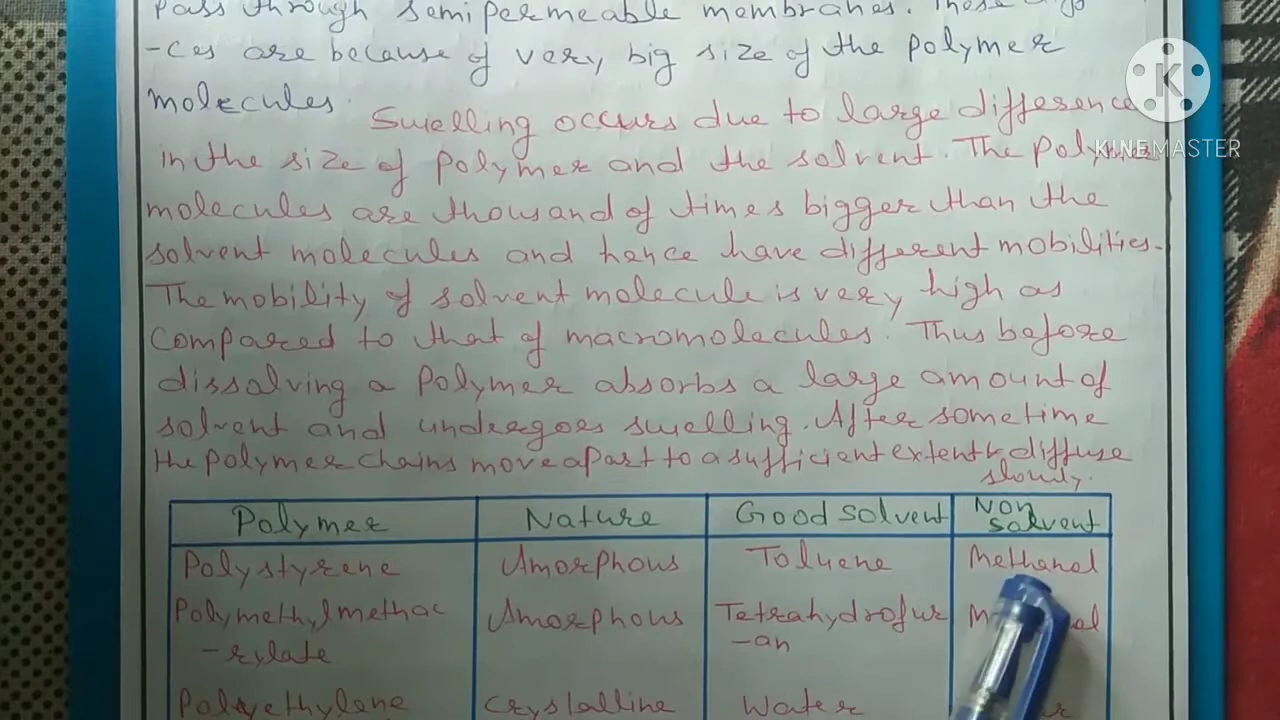 Pass through semipermeable membranes. These
-ces are because of very big size of the polymer
molecules.
Swelling occurs due to large difference
in the size of polymer and the solvent. The polymer
molecules are thousand of times bigger than the
solvent molecules and hence have different mobilities.
The mobility of solvent molecule is very high as
compared to that of macromolecules. Thus before
dissolving a polymer absorbs a large amount of
solvent and undergoes swelling. After sometime
the polymer chains move apart to a sufficient extent & diffuse
slowly.
Polymer Nature Good solvent Non solvent
Polystyrene Amorphous Toluene Methanol
Polymethylmethac Amorphous Tetrahydrofur
-rylate -an
Polyethylene Crystalline Water
K
KINEMASTER